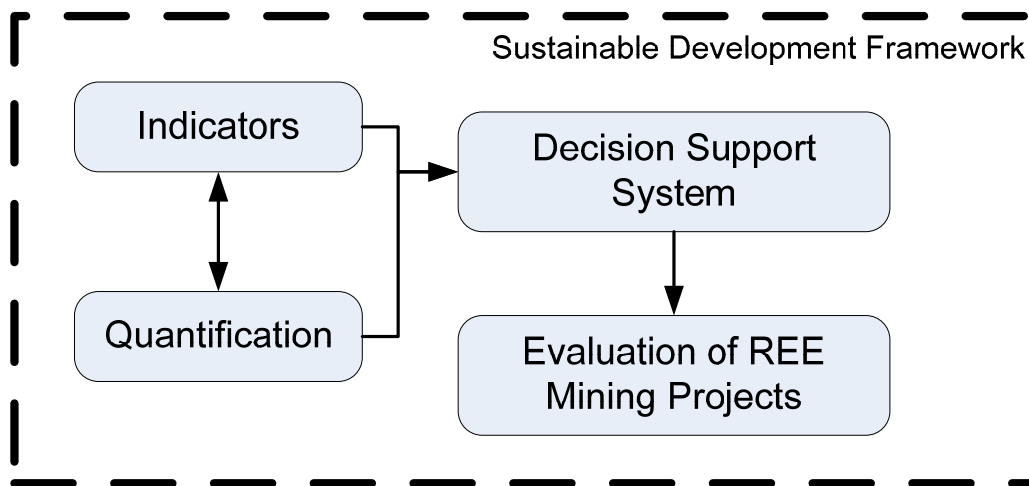 Sustainable Development Framework
Indicators
Quantification
Decision Support
System
Evaluation of REE
Mining Projects